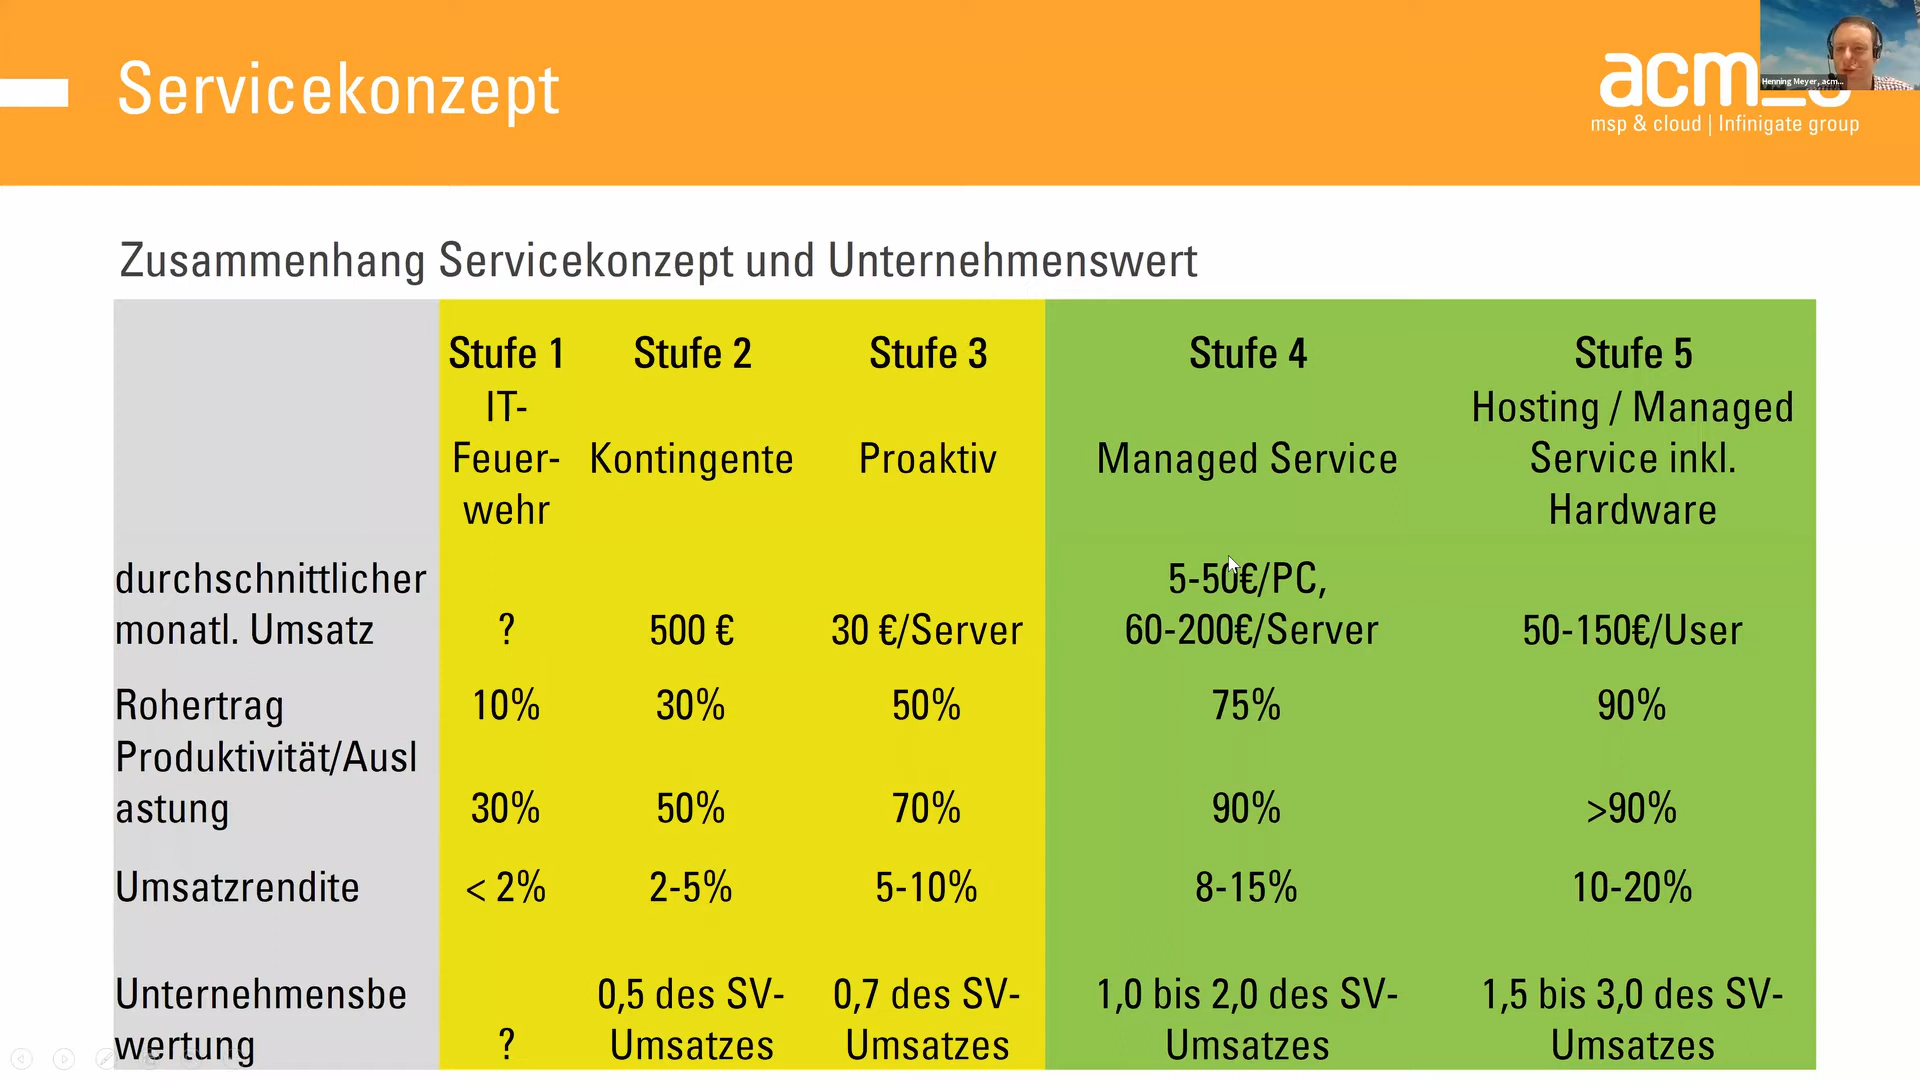 Servicekonzept
Henning Meyer, acm...
msp & cloud | Infinigate group
Zusammenhang Servicekonzept und Unternehmenswert
Stufe 1 Stufe 2 Stufe 3 Stufe 4 Stufe 5
IT-
Feuer-
wehr
Kontingente
Proaktiv
Managed Service
Hosting / Managed
Service inkl.
Hardware
durchschnittlicher
monatl. Umsatz
?
500 €
30 €/Server
5-50€/PC,
60-200€/Server
50-150€/User
Rohertrag 10% 30% 50% 75% 90%
Produktivität/Ausl
astung 30% 50% 70% 90% >90%
Umsatzrendite < 2% 2-5% 5-10% 8-15% 10-20%
Unternehmensbe
wertung
?
0,5 des SV-
Umsatzes
0,7 des SV-
Umsatzes
1,0 bis 2,0 des SV-
Umsatzes
1,5 bis 3,0 des SV-
Umsatzes